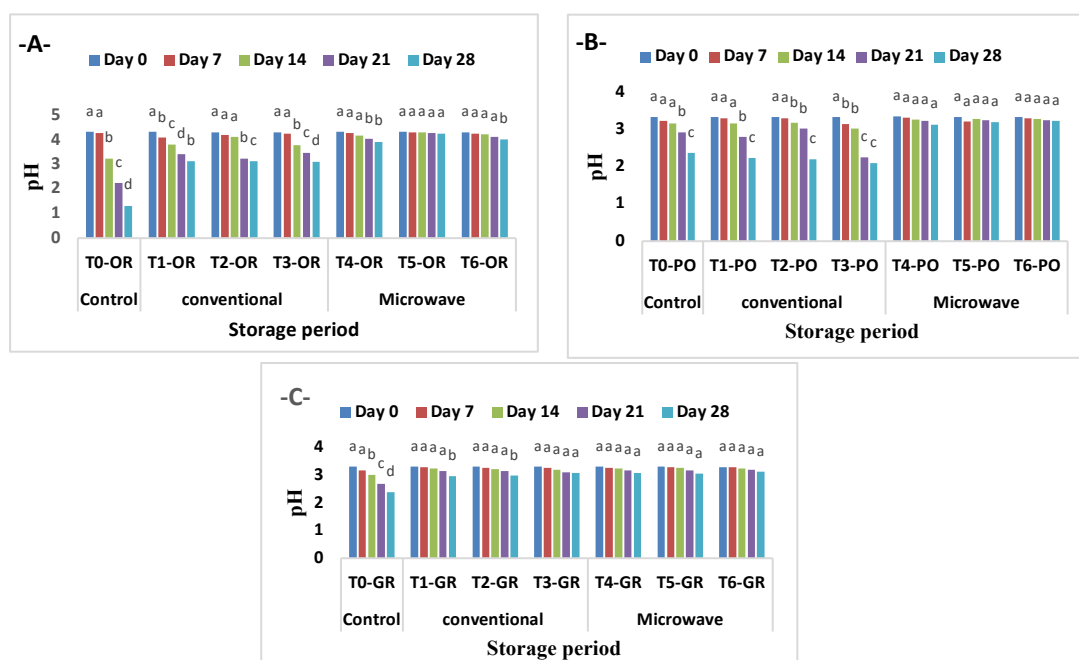 -A-
Day 0 Day 7 Day 14 Day 21 Day 28
pH
5
4
3
2
1
0
a a b c d
a b c d b
a a a b c
a a b c d
a a a b b
a a a a a
a a a a b
T0-OR T1-OR T2-OR T3-OR T4-OR T5-OR T6-OR
Control conventional Microwave
Storage period
-B-
Day 0 Day 7 Day 14 Day 21 Day 28
pH
4
3
2
1
0
a a a b c
a a a b c
a a b b c
a b b c c
a a a a a
a a a a a
a a a a a
T0-PO T1-PO T2-PO T3-PO T4-PO T5-PO T6-PO
Control conventional Microwave
Storage period
-C-
Day 0 Day 7 Day 14 Day 21 Day 28
pH
4
3
2
1
0
a a b c d
a a a a b
a a a a b
a a a a a
a a a a a
a a a a a
a a a a a
T0-GR T1-GR T2-GR T3-GR T4-GR T5-GR T6-GR
Control conventional Microwave
Storage period